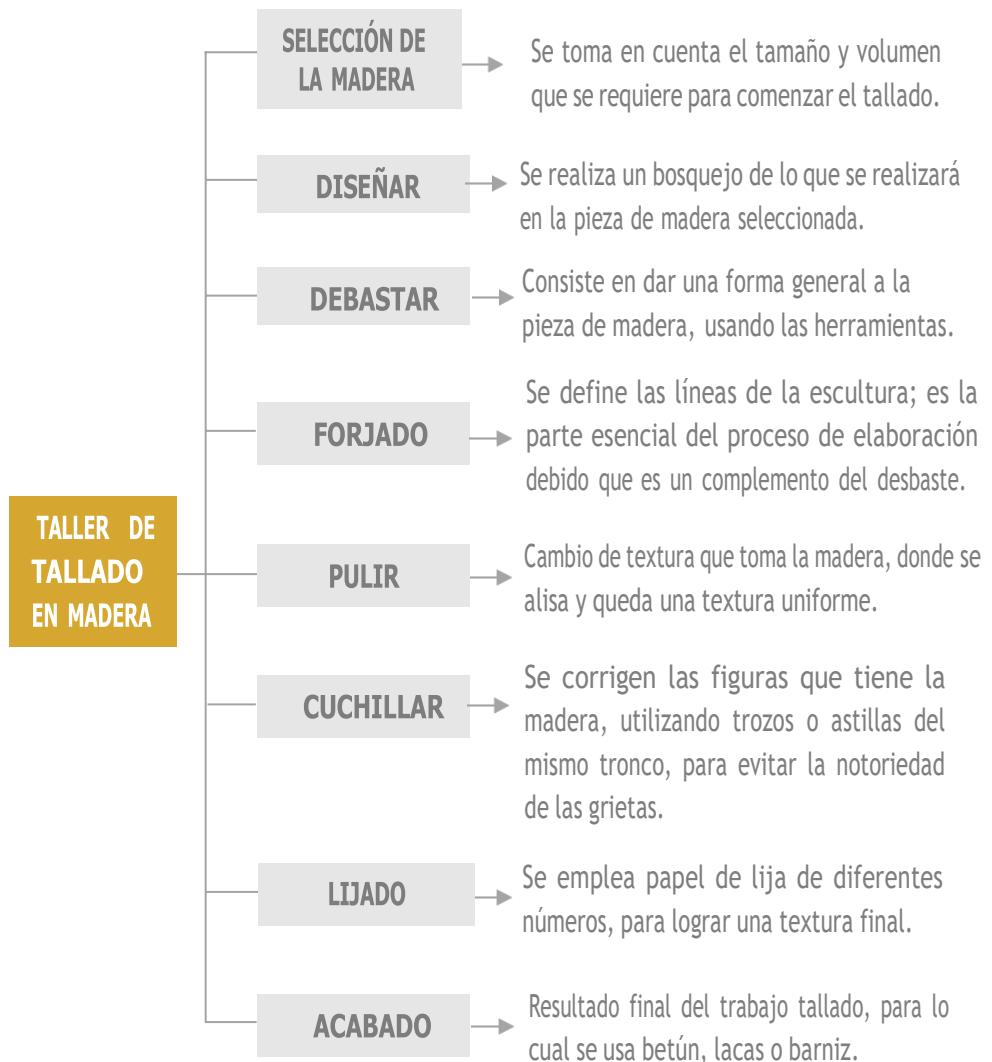 SELECCIÓN DE
LA MADERA
Se toma en cuenta el tamaño y volumen
que se requiere para comenzar el tallado.
DISEÑAR
Se realiza un bosquejo de lo que se realizará
en la pieza de madera seleccionada.
DEBASTAR
Consiste en dar una forma general a la
pieza de madera, usando las herramientas.
FORJADO
Se define las líneas de la escultura; es la
parte esencial del proceso de elaboración
debido que es un complemento del desbaste.
TALLER DE
TALLADO
EN MADERA
PULIR
Cambio de textura que toma la madera, donde se
alisa y queda una textura uniforme.
CUCHILLAR
Se corrigen las figuras que tiene la
madera, utilizando trozos o astillas del
mismo tronco, para evitar la notoriedad
de las grietas.
LIJADO
Se emplea papel de lija de diferentes
números, para lograr una textura final.
ACABADO
Resultado final del trabajo tallado, para lo
cual se usa betún, lacas o barniz.